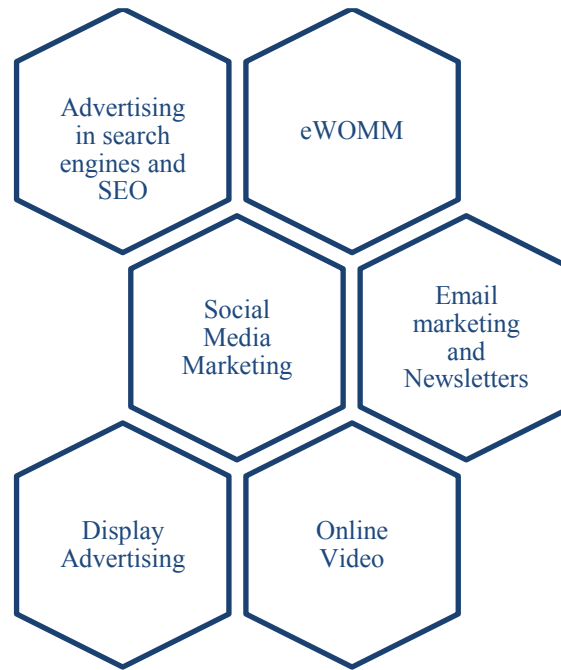 Advertising
in search
engines and
SEO
eWOMM
Social
Media
Marketing
Email
marketing
and
Newsletters
Display
Advertising
Online
Video